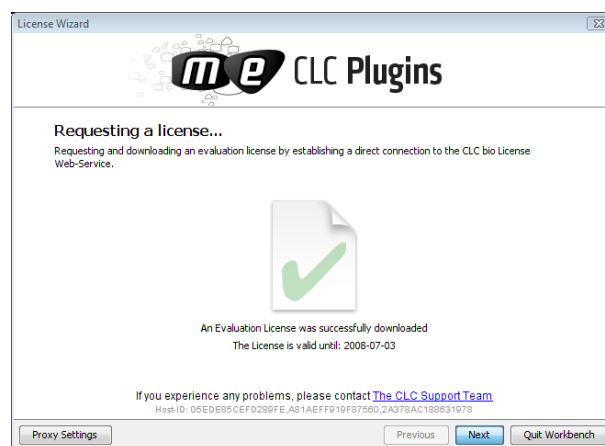 License Wizard
me CLC Plugins
Requesting a license...
Requesting and downloading an evaluation license by establishing a direct connection to the CLC bio License
Web-Service.
An Evaluation License was successfully downloaded
The License is valid until: 2008-07-03
If you experience any problems, please contact The CLC Support Team
Host-ID: 05EDE85CEFD289FE,A81AEFF919F87560,2A378AC188631978
Proxy Settings
Previous
Next
Quit Workbench